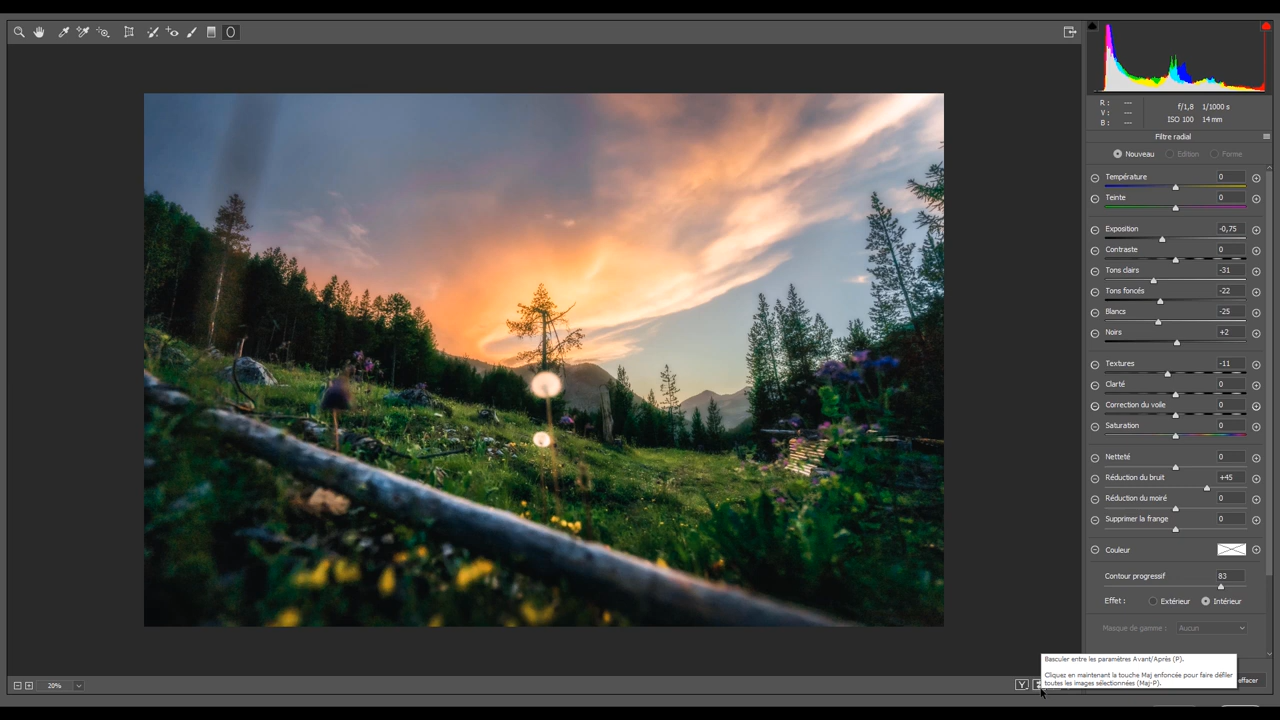 R : ---
V : ---
B : ---
f/1,8 1/1000 s
ISO 100 14 mm
Filtre radial
Nouveau Edition Forme
Température 0
Teinte 0
Exposition -0,75
Contraste 0
Tons clairs -31
Tons foncés -22
Blancs -25
Noirs +2
Textures -11
Clarté 0
Correction du voile 0
Saturation 0
Netteté 0
Réduction du bruit +45
Réduction du moiré 0
Supprimer la frange 0
Couleur
Contour progressif 83
Effet : Extérieur Intérieur
Masque de gamme : Aucun
Basculer entre les paramètres Avant/Après (P).
Cliquez en maintenant la touche Maj enfoncée pour faire défiler
toutes les images sélectionnées (Maj-P).
effacer
20%
Y